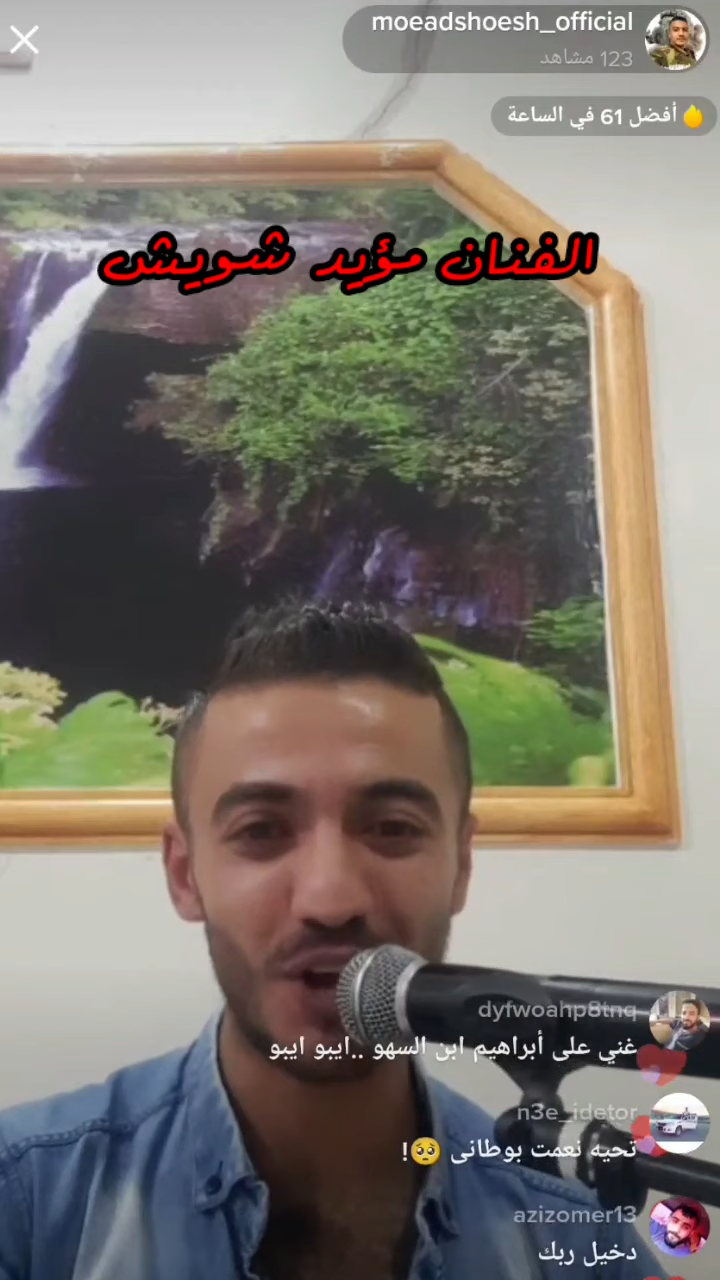 moeadshoesh_official
123 مشاهد
أفضل 61 في الساعة
الفنان مؤيد شويش
dyfwoahp8tnq
غني على أبراهيم ابن السهو ..ايبو ايبو
n3e_idetor
تحيه نعمت بوطانى 🥺!
azizomer13
دخيل ربك